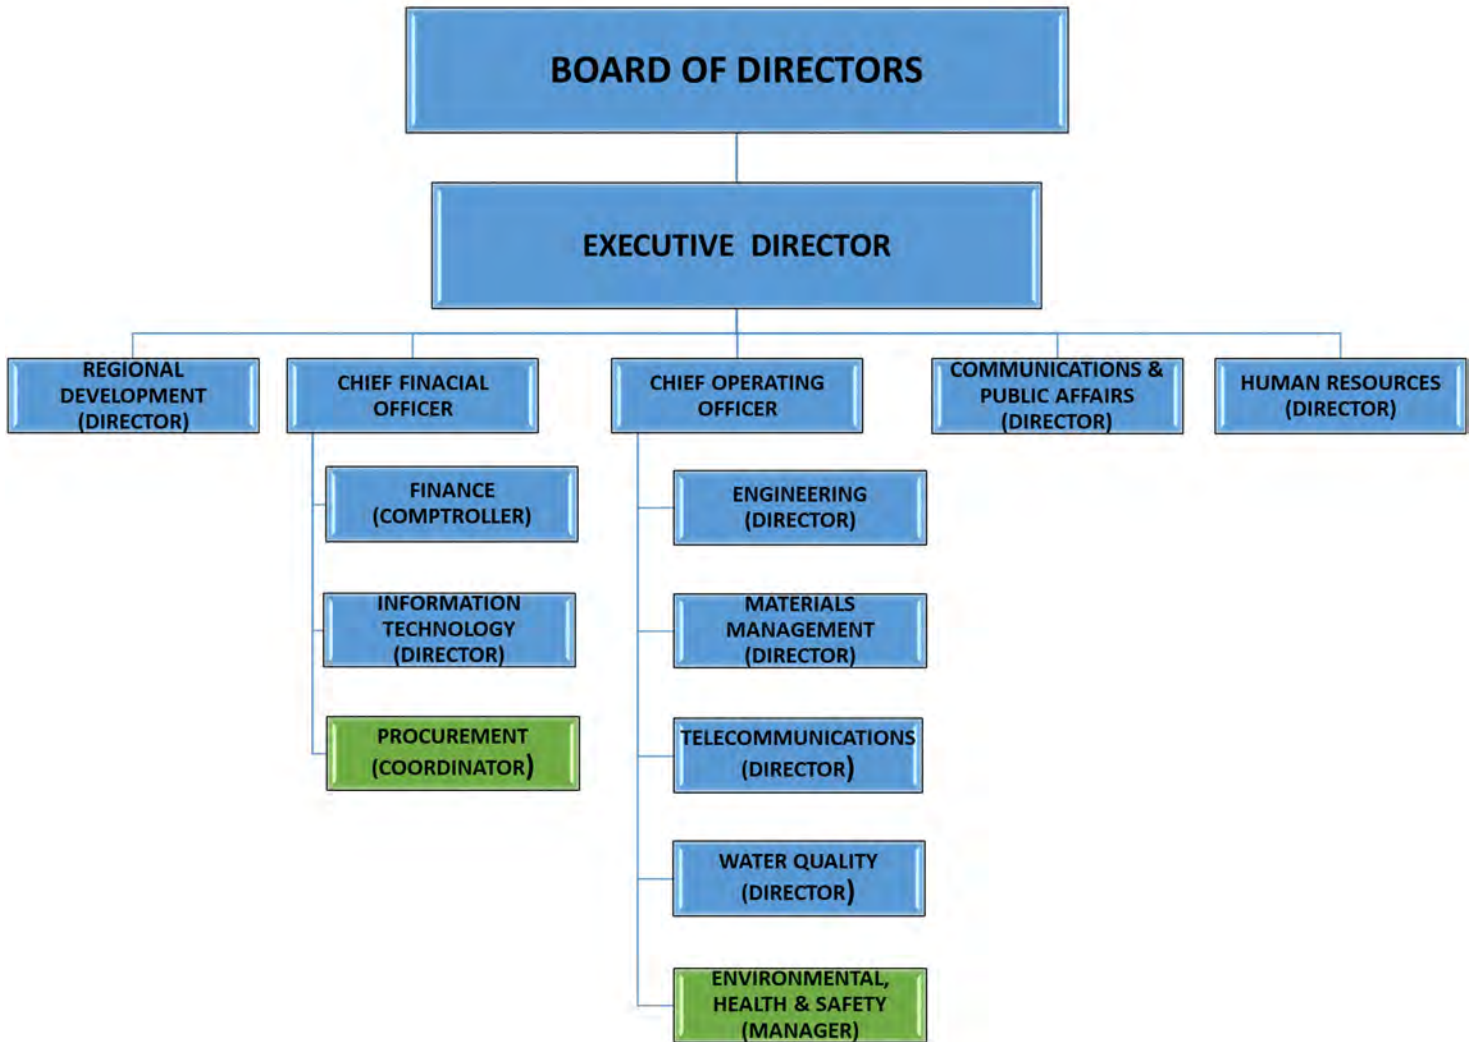 BOARD OF DIRECTORS
EXECUTIVE DIRECTOR
REGIONAL
DEVELOPMENT
(DIRECTOR)
CHIEF FINACIAL
OFFICER
CHIEF OPERATING
OFFICER
COMMUNICATIONS &
PUBLIC AFFAIRS
(DIRECTOR)
HUMAN RESOURCES
(DIRECTOR)
FINANCE
(COMPTROLLER)
INFORMATION
TECHNOLOGY
(DIRECTOR)
PROCUREMENT
(COORDINATOR)
ENGINEERING
(DIRECTOR)
MATERIALS
MANAGEMENT
(DIRECTOR)
TELECOMMUNICATIONS
(DIRECTOR)
WATER QUALITY
(DIRECTOR)
ENVIRONMENTAL,
HEALTH & SAFETY
(MANAGER)